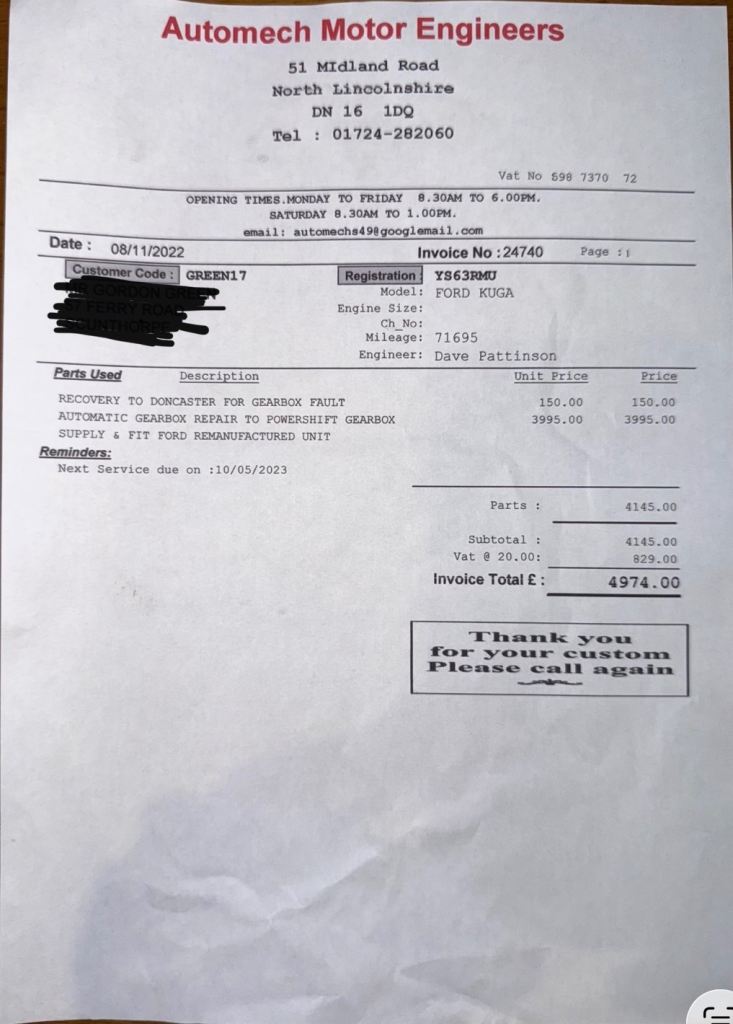 Automech Motor Engineers
51 MIdland Road
North Lincolnshire
DN 16 1DQ
Tel : 01724-282060
Vat No 598 7370 72
OPENING TIMES.MONDAY TO FRIDAY 8.30AM TO 6.00PM.
SATURDAY 8.30AM TO 1.00PM.
email: automechs49@googlemail.com
Date : 08/11/2022 Invoice No :24740 Page :1
Customer Code : GREEN17 Registration YS63RMU
Model: FORD KUGA
Engine Size:
Ch_No:
Mileage: 71695
Engineer: Dave Pattinson
Parts Used Description Unit Price Price
RECOVERY TO DONCASTER FOR GEARBOX FAULT 150.00 150.00
AUTOMATIC GEARBOX REPAIR TO POWERSHIFT GEARBOX 3995.00 3995.00
SUPPLY & FIT FORD REMANUFACTURED UNIT
Reminders:
Next Service due on :10/05/2023
Parts : 4145.00
Subtotal : 4145.00
Vat @ 20.00: 829.00
Invoice Total £ : 4974.00
Thank you
for your custom
Please call again